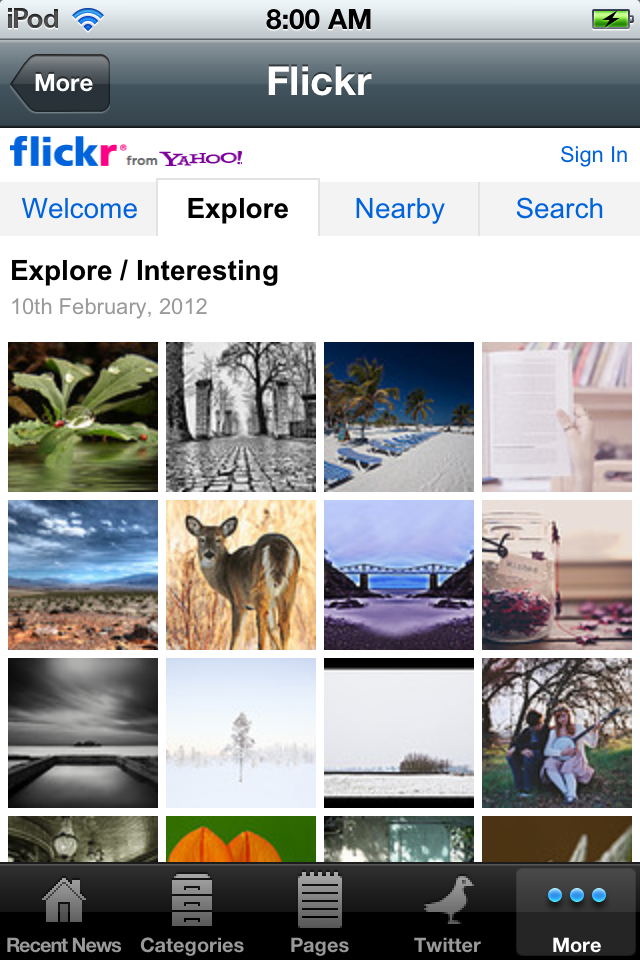 iPod 8:00 AM
More Flickr
flickr® from YAHOO!
Sign In
Welcome Explore Nearby Search
Explore / Interesting
10th February, 2012
Wishes
Recent News Categories Pages Twitter More